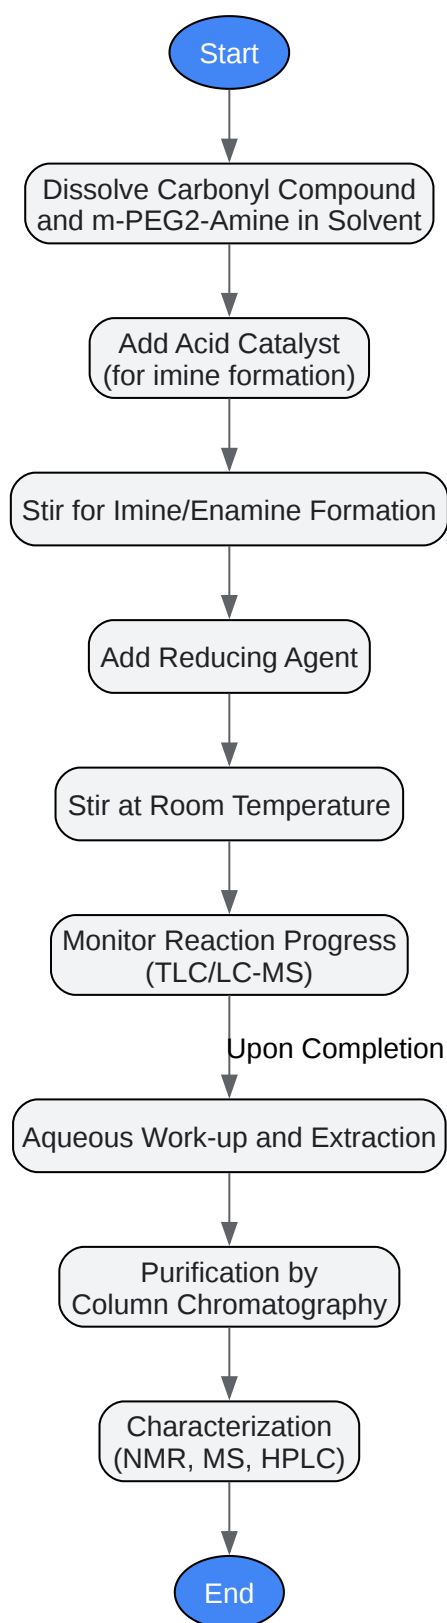 Start
Dissolve Carbonyl Compound
and m-PEG2-Amine in Solvent
Add Acid Catalyst
(for imine formation)
Stir for Imine/Enamine Formation
Add Reducing Agent
Stir at Room Temperature
Monitor Reaction Progress
(TLC/LC-MS)
Upon Completion
Aqueous Work-up and Extraction
Purification by
Column Chromatography
Characterization
(NMR, MS, HPLC)
End